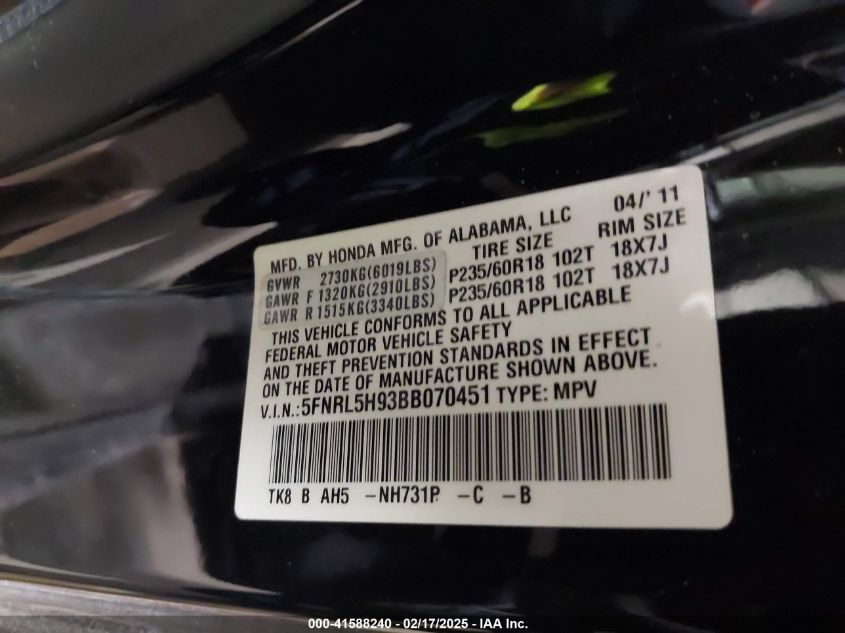 04/' 11
MFD. BY HONDA MFG. OF ALABAMA, LLC
TIRE SIZE RIM SIZE
GVWR 2730KG(6019LBS)
GAWR F 1320KG(2910LBS) P235/60R18 102T 18X7J
GAWR R 1515KG(3340LBS) P235/60R18 102T 18X7J
THIS VEHICLE CONFORMS TO ALL APPLICABLE
FEDERAL MOTOR VEHICLE SAFETY
AND THEFT PREVENTION STANDARDS IN EFFECT
ON THE DATE OF MANUFACTURE SHOWN ABOVE.
V.I.N.: 5FNRL5H93BB070451 TYPE: MPV
TK8 B AH5 -NH731P -C -B
000-41588240 - 02/17/2025 - IAA Inc.